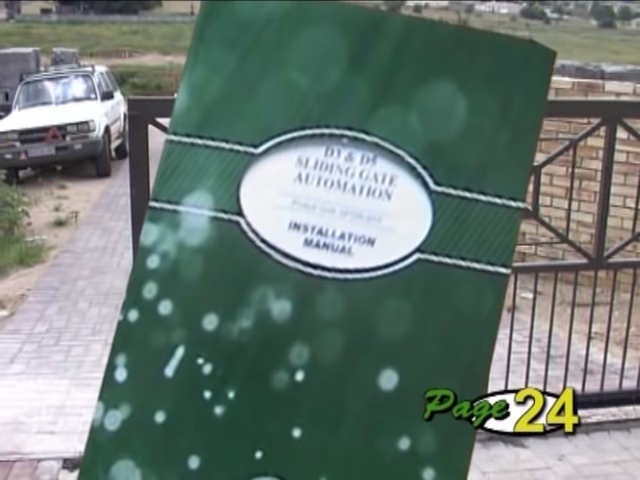 D3 & D5
SLIDING GATE
AUTOMATION
INSTALLATION
MANUAL
Page 24